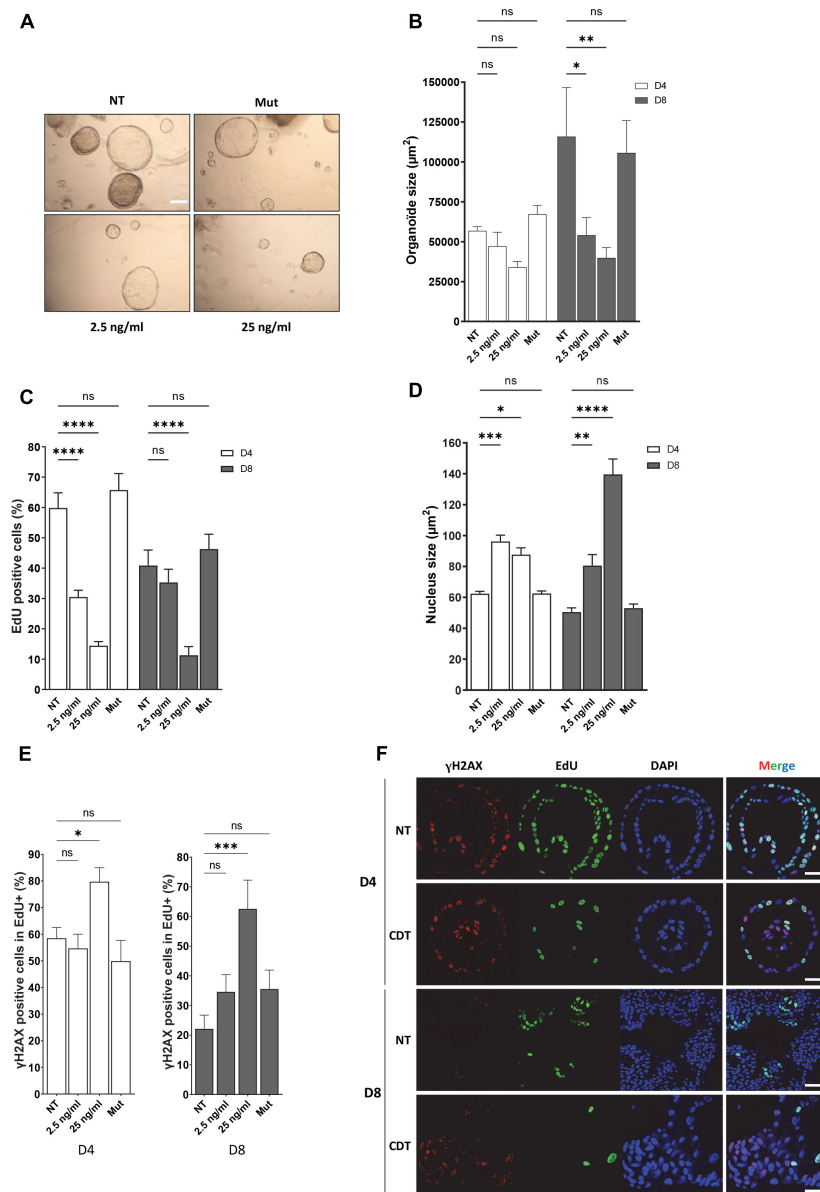 A
NT
Mut
2.5 ng/ml
25 ng/ml
B
ns
ns
**
ns
*
ns
D4
D8
Organoïde size (µm²)
150000
125000
100000
75000
50000
25000
0
NT
2.5 ng/ml
25 ng/ml
Mut
NT
2.5 ng/ml
25 ng/ml
Mut
C
ns
ns
****
****
****
ns
D4
D8
EdU positive cells (%)
80
70
60
50
40
30
20
10
0
NT
2.5 ng/ml
25 ng/ml
Mut
NT
2.5 ng/ml
25 ng/ml
Mut
D
ns
ns
*
****
***
**
D4
D8
Nucleus size (µm²)
160
140
120
100
80
60
40
20
0
NT
2.5 ng/ml
25 ng/ml
Mut
NT
2.5 ng/ml
25 ng/ml
Mut
E
ns
*
ns
γH2AX positive cells in EdU+ (%)
90
80
70
60
50
40
30
20
10
0
NT
2.5 ng/ml
25 ng/ml
Mut
D4
ns
***
ns
γH2AX positive cells in EdU+ (%)
80
70
60
50
40
30
20
10
0
NT
2.5 ng/ml
25 ng/ml
Mut
D8
F
γH2AX EdU DAPI Merge
D4
NT
CDT
D8
NT
CDT